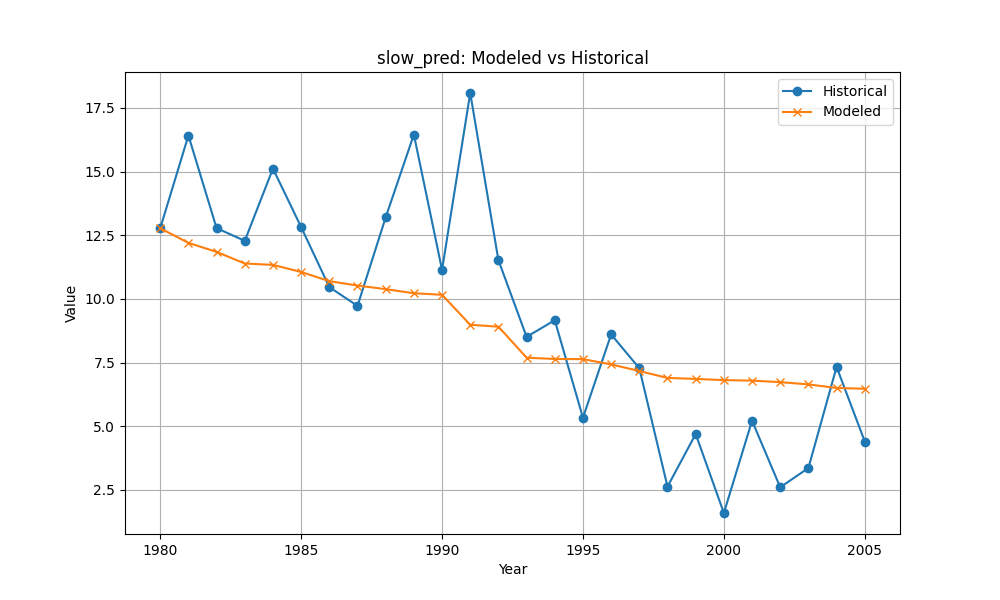 slow_pred: Modeled vs Historical
Historical
Modeled
17.5
15.0
12.5
10.0
7.5
5.0
2.5
Value
1980
1985
1990
1995
2000
2005
Year